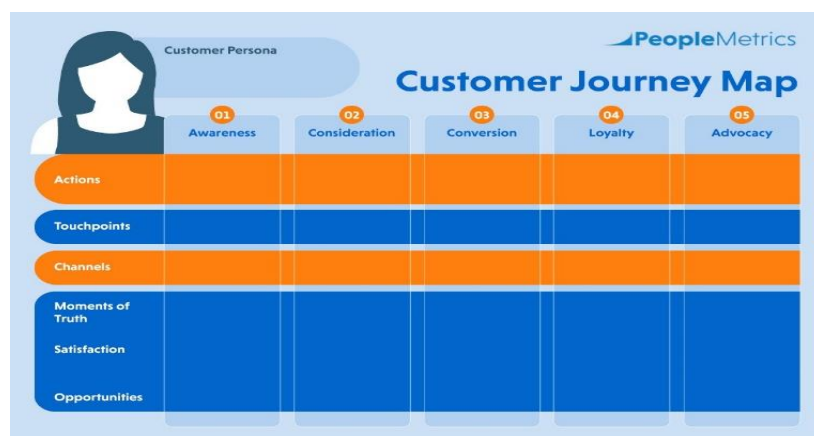 Customer Persona
PeopleMetrics
Customer Journey Map
01
02
03
04
05
Awareness
Consideration
Conversion
Loyalty
Advocacy
Actions
Touchpoints
Channels
Moments of
Truth
Satisfaction
Opportunities